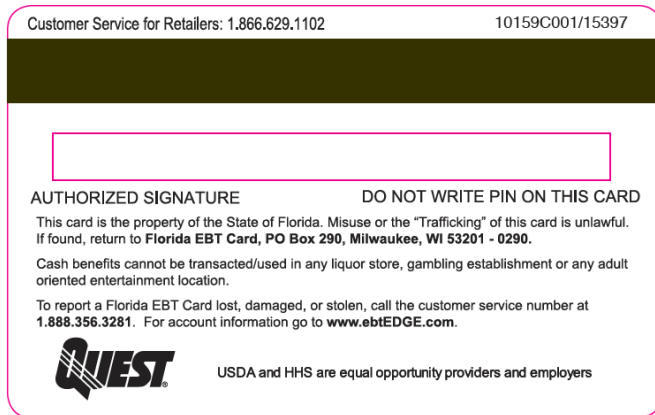 Customer Service for Retailers: 1.866.629.1102 10159C001/15397
AUTHORIZED SIGNATURE DO NOT WRITE PIN ON THIS CARD
This card is the property of the State of Florida. Misuse or the “Trafficking” of this card is unlawful.
If found, return to Florida EBT Card, PO Box 290, Milwaukee, WI 53201 - 0290.
Cash benefits cannot be transacted/used in any liquor store, gambling establishment or any adult
oriented entertainment location.
To report a Florida EBT Card lost, damaged, or stolen, call the customer service number at
1.888.356.3281. For account information go to www.ebtEDGE.com.
QUEST®
USDA and HHS are equal opportunity providers and employers